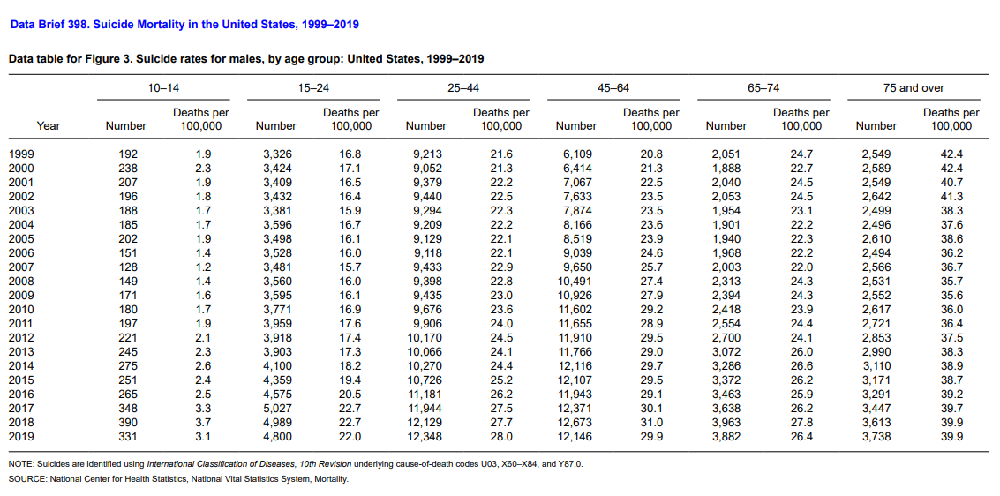 Data Brief 398. Suicide Mortality in the United States, 1999–2019
Data table for Figure 3. Suicide rates for males, by age group: United States, 1999–2019
10–14 15–24 25–44 45–64 65–74 75 and over
Deaths per Deaths per Deaths per Deaths per Deaths per Deaths per
Year Number 100,000 Number 100,000 Number 100,000 Number 100,000 Number 100,000 Number 100,000
1999 192 1.9 3,326 16.8 9,213 21.6 6,109 20.8 2,051 24.7 2,549 42.4
2000 238 2.3 3,424 17.1 9,052 21.3 6,414 21.3 1,888 22.7 2,589 42.4
2001 207 1.9 3,409 16.5 9,379 22.2 7,067 22.5 2,040 24.5 2,549 40.7
2002 196 1.8 3,432 16.4 9,440 22.5 7,633 23.5 2,053 24.5 2,642 41.3
2003 188 1.7 3,381 15.9 9,294 22.3 7,874 23.5 1,954 23.1 2,499 38.3
2004 185 1.7 3,596 16.7 9,209 22.2 8,166 23.6 1,901 22.2 2,496 37.6
2005 202 1.9 3,498 16.1 9,129 22.1 8,519 23.9 1,940 22.3 2,610 38.6
2006 151 1.4 3,528 16.0 9,118 22.1 9,039 24.6 1,968 22.2 2,494 36.2
2007 128 1.2 3,481 15.7 9,433 22.9 9,650 25.7 2,003 22.0 2,566 36.7
2008 149 1.4 3,560 16.0 9,398 22.8 10,491 27.4 2,313 24.3 2,531 35.7
2009 171 1.6 3,595 16.1 9,435 23.0 10,926 27.9 2,394 24.3 2,552 35.6
2010 180 1.7 3,771 16.9 9,676 23.6 11,602 29.2 2,418 23.9 2,617 36.0
2011 197 1.9 3,959 17.6 9,906 24.0 11,655 28.9 2,554 24.4 2,721 36.4
2012 221 2.1 3,918 17.4 10,170 24.5 11,910 29.5 2,700 24.1 2,853 37.5
2013 245 2.3 3,903 17.3 10,066 24.1 11,766 29.0 3,072 26.0 2,990 38.3
2014 275 2.6 4,100 18.2 10,270 24.4 12,116 29.7 3,286 26.6 3,110 38.9
2015 251 2.4 4,359 19.4 10,726 25.2 12,107 29.5 3,372 26.2 3,171 38.7
2016 265 2.5 4,575 20.5 11,181 26.2 11,943 29.1 3,463 25.9 3,291 39.2
2017 348 3.3 5,027 22.7 11,944 27.5 12,371 30.1 3,638 26.2 3,447 39.7
2018 390 3.7 4,989 22.7 12,129 27.7 12,673 31.0 3,963 27.8 3,613 39.9
2019 331 3.1 4,800 22.0 12,348 28.0 12,146 29.9 3,882 26.4 3,738 39.9
NOTE: Suicides are identified using International Classification of Diseases, 10th Revision underlying cause-of-death codes U03, X60–X84, and Y87.0.
SOURCE: National Center for Health Statistics, National Vital Statistics System, Mortality.